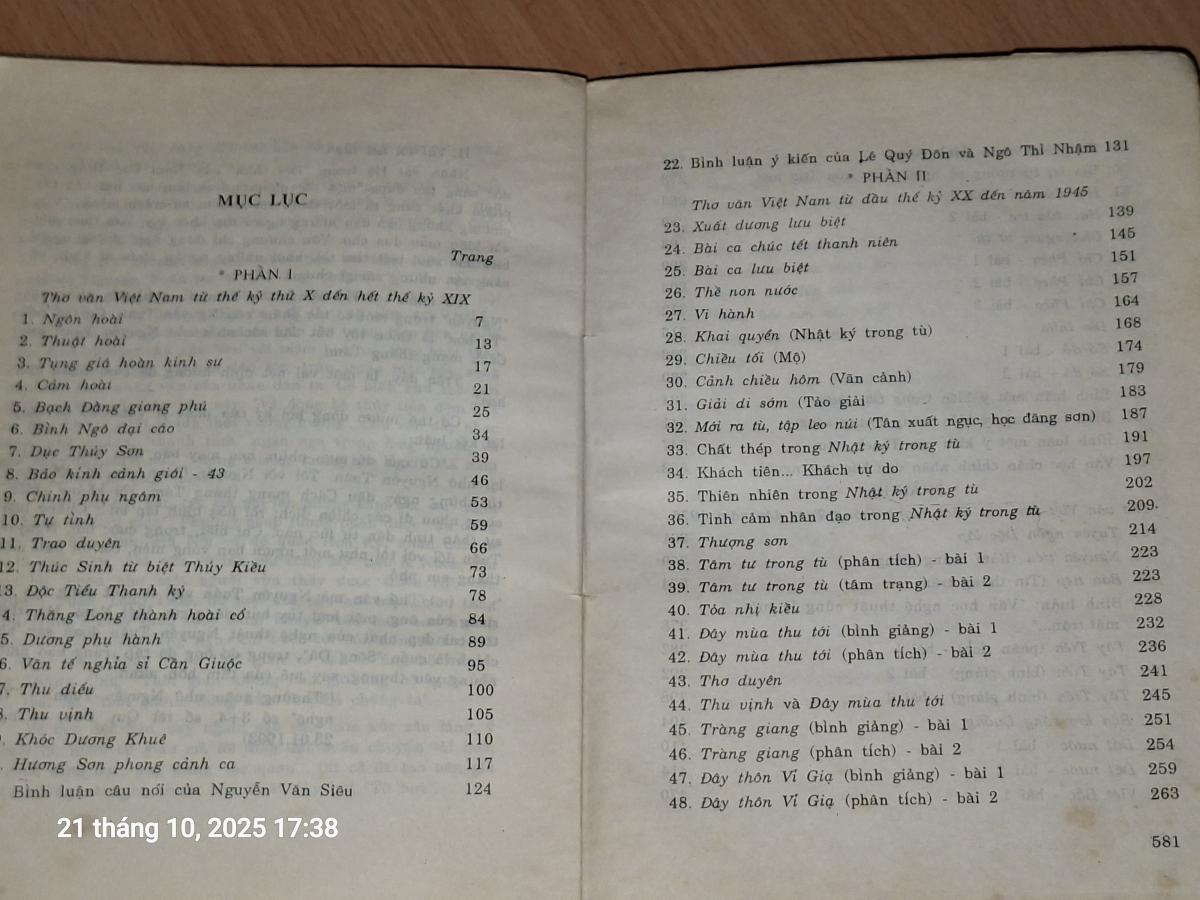 MỤC LỤC
Trang
* PHẦN I
Thơ văn Việt Nam từ thế kỷ thứ X đến hết thế kỷ XIX
1. Ngôn hoài 7
2. Thuật hoài 13
3. Tụng giá hoàn kinh sư 17
4. Cảm hoài 21
5. Bạch Đằng giang phú 25
6. Bình Ngô đại cáo 34
7. Dục Thúy Sơn 39
8. Bảo kính cảnh giới - 43 46
9. Chinh phụ ngâm 53
10. Tự tình 59
11. Trao duyên 66
12. Thúc Sinh từ biệt Thúy Kiều 73
13. Độc Tiểu Thanh ký 78
4. Thăng Long thành hoài cổ 84
5. Dương phụ hành 89
6. Văn tế nghĩa sĩ Cần Giuộc 95
7. Thu điếu 100
8. Thu vịnh 105
9. Khóc Dương Khuê 110
. Hương Sơn phong cảnh ca 117
Bình luận câu nói của Nguyễn Văn Siêu 124
21 tháng 10, 2025 17:38
22. Bình luận ý kiến của Lê Quý Đôn và Ngô Thì Nhậm 131
* PHẦN II
Thơ văn Việt Nam từ đầu thế kỷ XX đến năm 1945
23. Xuất dương lưu biệt 139
24. Bài ca chúc tết thanh niên 145
25. Bài ca lưu biệt 151
26. Thề non nước 157
27. Vi hành 164
28. Khai quyển (Nhật ký trong tù) 168
29. Chiều tối (Mộ) 174
30. Cảnh chiều hôm (Vãn cảnh) 179
31. Giải đi sớm (Tảo giải 183
32. Mới ra tù, tập leo núi (Tân xuất ngục, học đăng sơn) 187
33. Chất thép trong Nhật ký trong tù 191
34. Khách tiên... Khách tự do 197
35. Thiên nhiên trong Nhật ký trong tù 202
36. Tình cảm nhân đạo trong Nhật ký trong tù 209
37. Thượng sơn 214
38. Tâm tư trong tù (phân tích) - bài 1 223
39. Tâm tư trong tù (tâm trạng) - bài 2 223
40. Tỏa nhị kiều 228
41. Đây mùa thu tới (bình giảng) - bài 1 232
42. Đây mùa thu tới (phân tích) - bài 2 236
43. Thơ duyên 241
44. Thu vịnh và Đây mùa thu tới 245
45. Tràng giang (bình giảng) - bài 1 251
46. Tràng giang (phân tích) - bài 2 254
47. Đây thôn Vĩ Giạ (bình giảng) - bài 1 259
48. Đây thôn Vĩ Giạ (phân tích) - bài 2 263
581